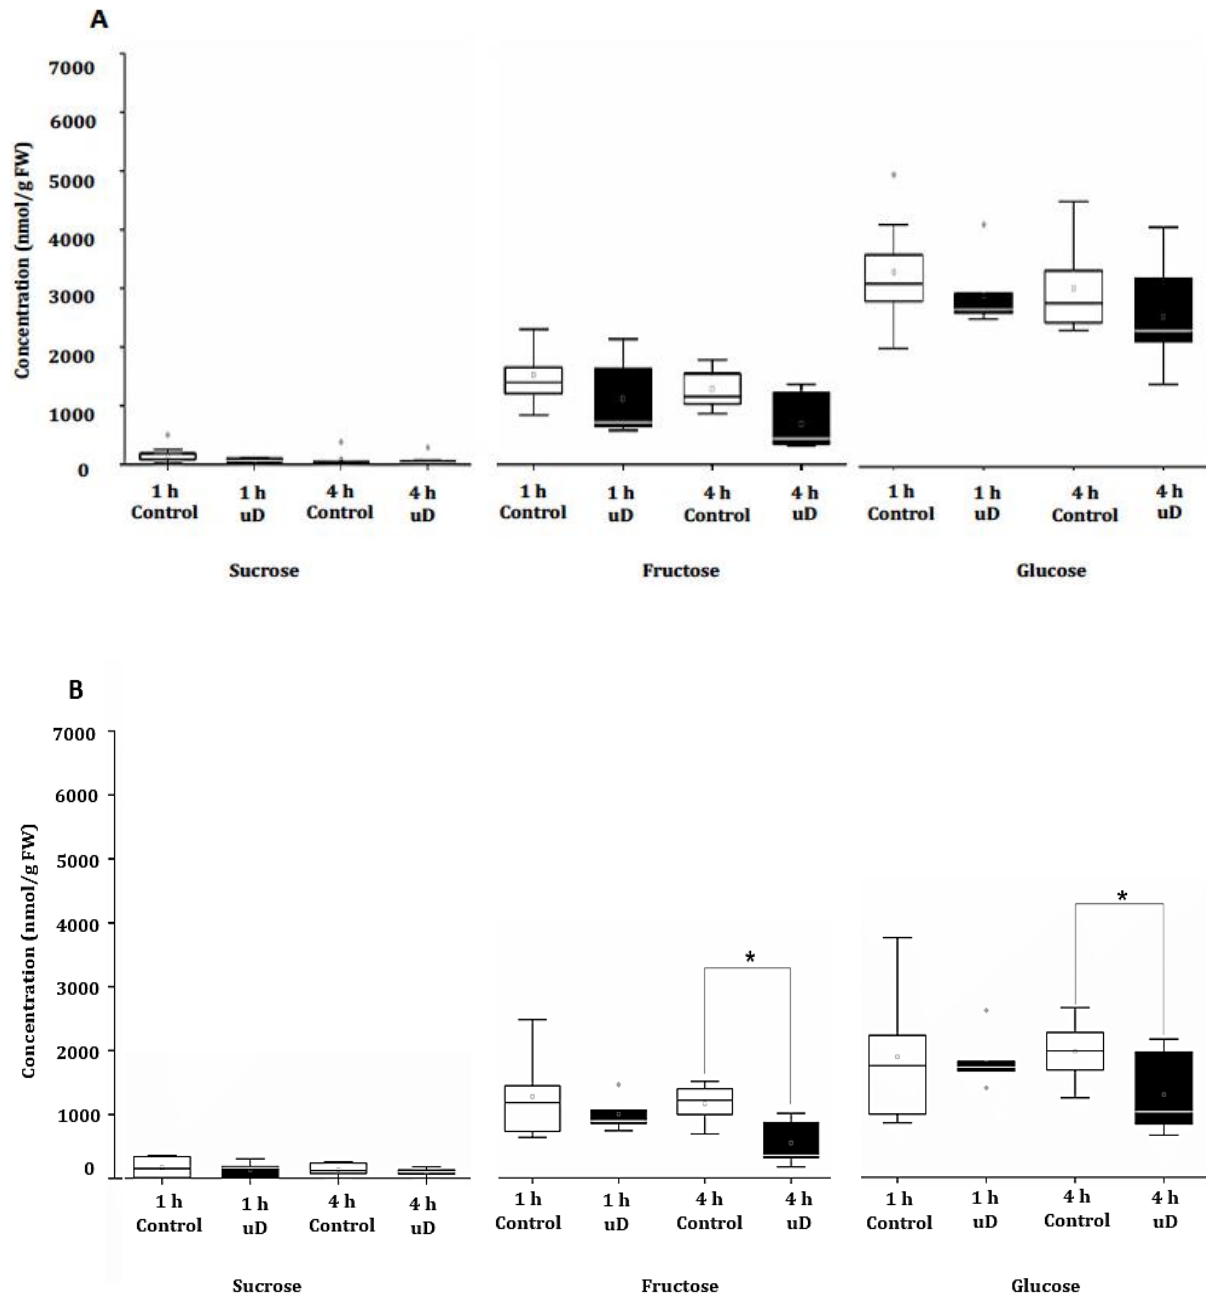 A
7000
6000
5000
4000
3000
2000
1000
0
Concentration (nmol/g FW)
1 h
Control
1 h
uD
4 h
Control
4 h
uD
1 h
Control
1 h
uD
4 h
Control
4 h
uD
1 h
Control
1 h
uD
4 h
Control
4 h
uD
Sucrose
Fructose
Glucose
B
7000
6000
5000
4000
3000
2000
1000
0
Concentration (nmol/g FW)
*
*
1 h
Control
1 h
uD
4 h
Control
4 h
uD
1 h
Control
1 h
uD
4 h
Control
4 h
uD
1 h
Control
1 h
uD
4 h
Control
4 h
uD
Sucrose
Fructose
Glucose